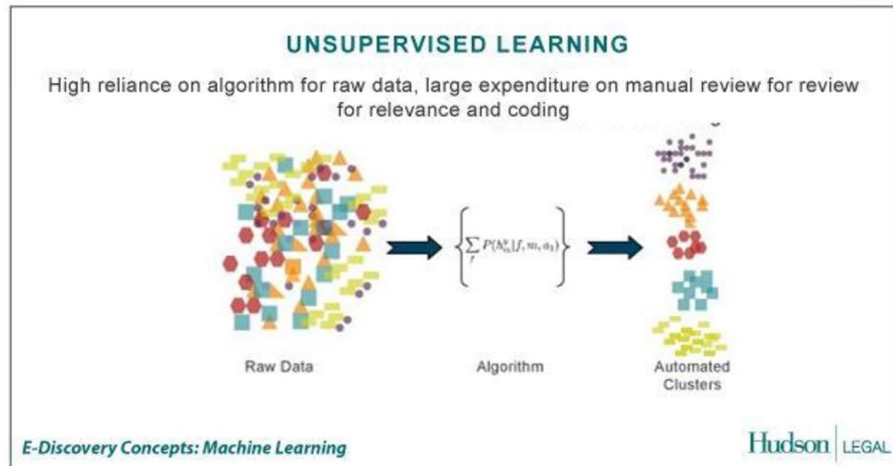 UNSUPERVISED LEARNING
High reliance on algorithm for raw data, large expenditure on manual review for review
for relevance and coding
Raw Data
Algorithm
Automated
Clusters
E-Discovery Concepts: Machine Learning
Hudson LEGAL